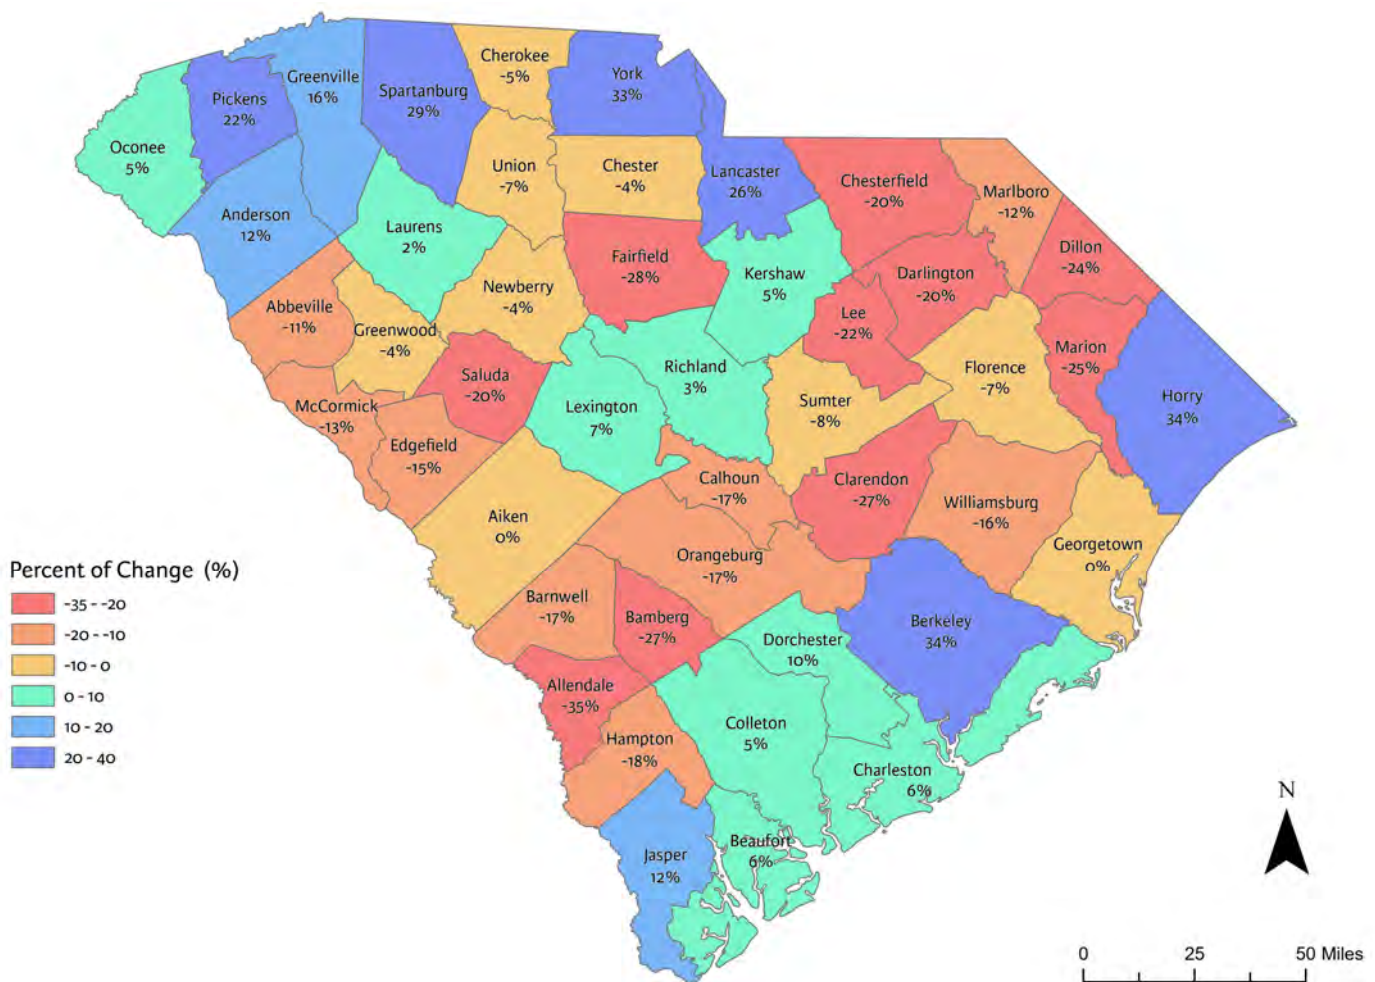 Cherokee
-5%
York
33%
Greenville
16%
Spartanburg
29%
Pickens
22%
Oconee
5%
Union
-7%
Chester
-4%
Lancaster
26%
Chesterfield
-20%
Marlboro
-12%
Anderson
12%
Laurens
2%
Fairfield
-28%
Kershaw
5%
Darlington
-20%
Dillon
-24%
Newberry
-4%
Abbeville
-11%
Greenwood
-4%
Lee
-22%
Marion
-25%
Saluda
-20%
Richland
3%
Florence
-7%
Horry
34%
McCormick
-13%
Lexington
7%
Sumter
-8%
Edgefield
-15%
Calhoun
-17%
Clarendon
-27%
Williamsburg
-16%
Aiken
0%
Orangeburg
-17%
Georgetown
0%
Barnwell
-17%
Bamberg
-27%
Dorchester
10%
Berkeley
34%
Allendale
-35%
Hampton
-18%
Colleton
5%
Charleston
6%
Beaufort
6%
Jasper
12%
Percent of Change (%)
-35 - -20
-20 - -10
-10 - 0
0 - 10
10 - 20
20 - 40
N
0 25 50 Miles